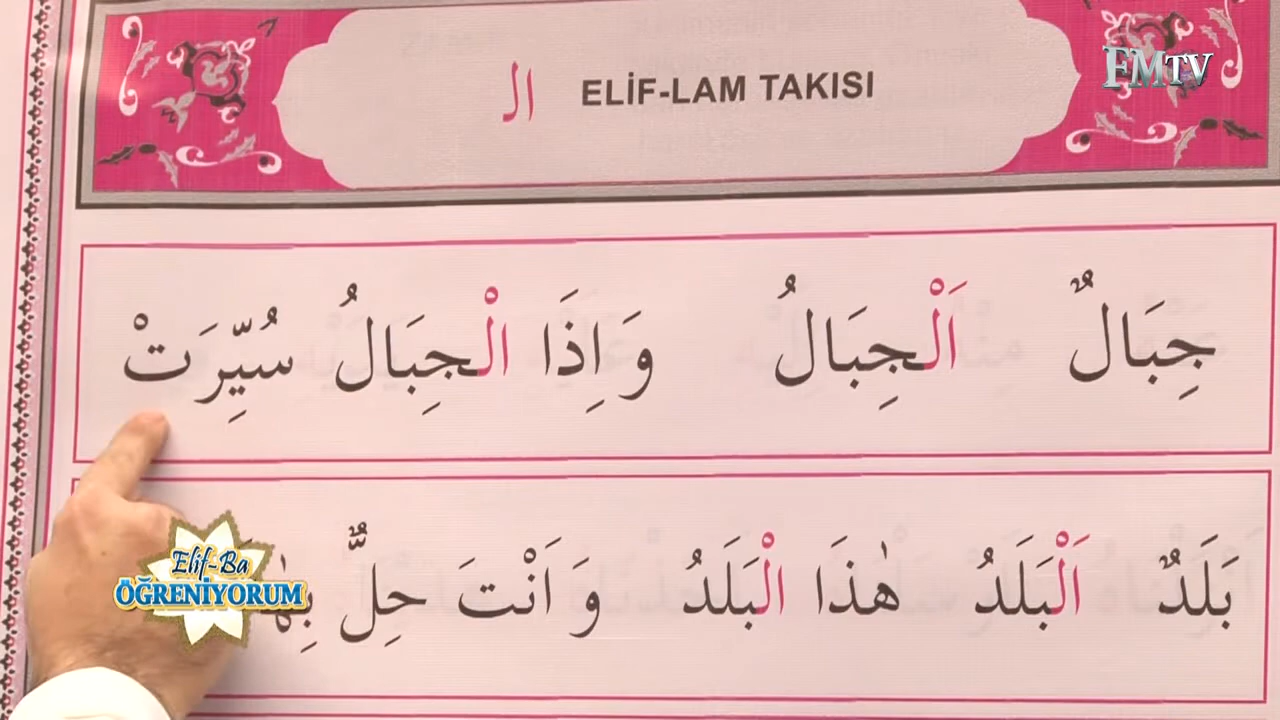 FMTV
ال ELİF-LAM TAKISI
جِبَالٌ اَلْجِبَالُ وَ اِذَا الْجِبَالُ سُيِّرَتْ
بَلَدٌ اَلْبَلَدُ هٰذَا الْبَلَدُ وَ اَنْتَ حِلٌّ
Elif-Ba
ÖĞRENİYORUM